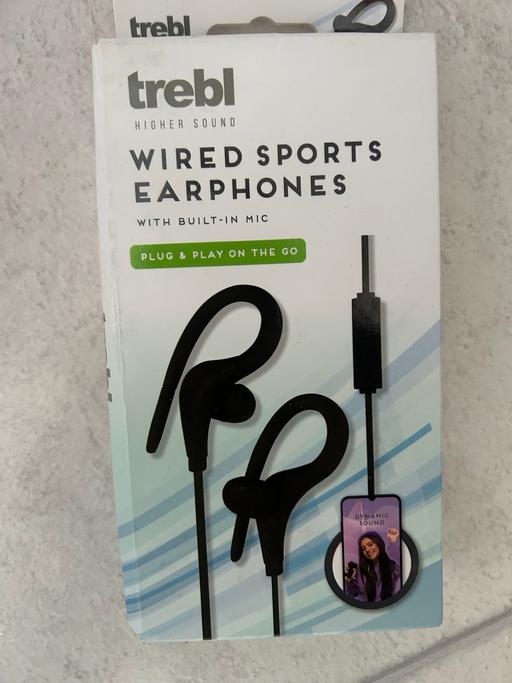 trebl
trebl
HIGHER SOUND
WIRED SPORTS
EARPHONES
WITH BUILT-IN MIC
PLUG & PLAY ON THE GO
DYNAMIC
SOUND